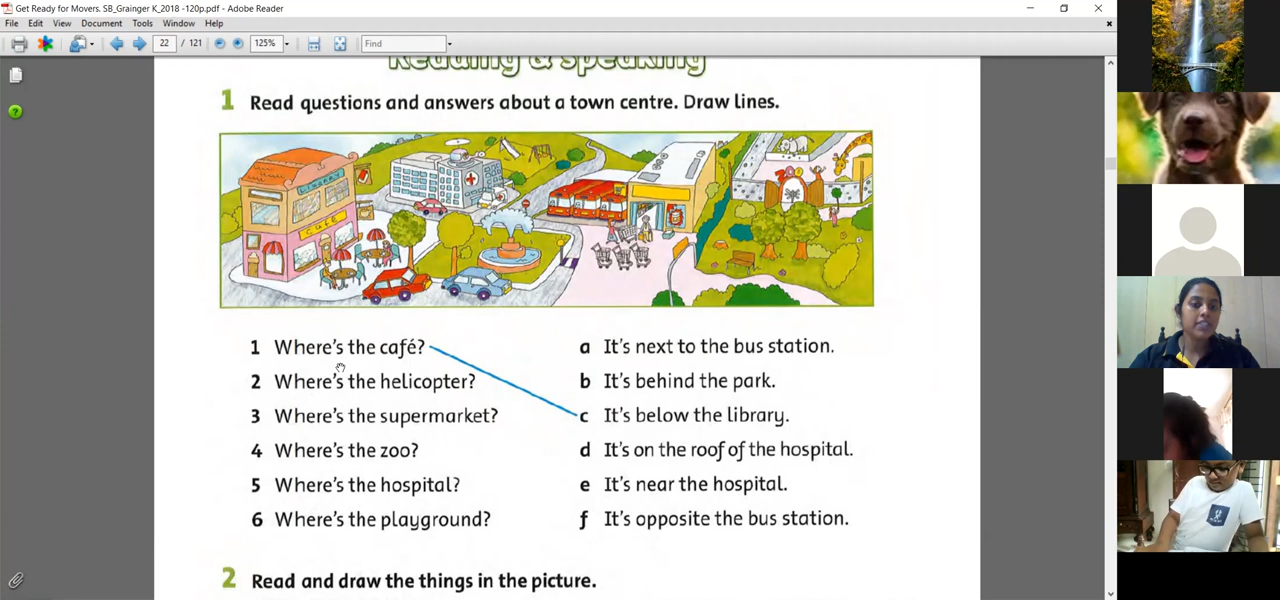 Get Ready for Movers. SB_Grainger K_2018 -120p.pdf - Adobe Reader
File Edit View Document Tools Window Help
22 / 121 125% Find
Reading & Speaking
1 Read questions and answers about a town centre. Draw lines.
LIBRARY
CAFE
ZOO
1 Where's the café?
a It's next to the bus station.
2 Where's the helicopter?
b It's behind the park.
3 Where's the supermarket?
c It's below the library.
4 Where's the zoo?
d It's on the roof of the hospital.
5 Where's the hospital?
e It's near the hospital.
6 Where's the playground?
f It's opposite the bus station.
2 Read and draw the things in the picture.